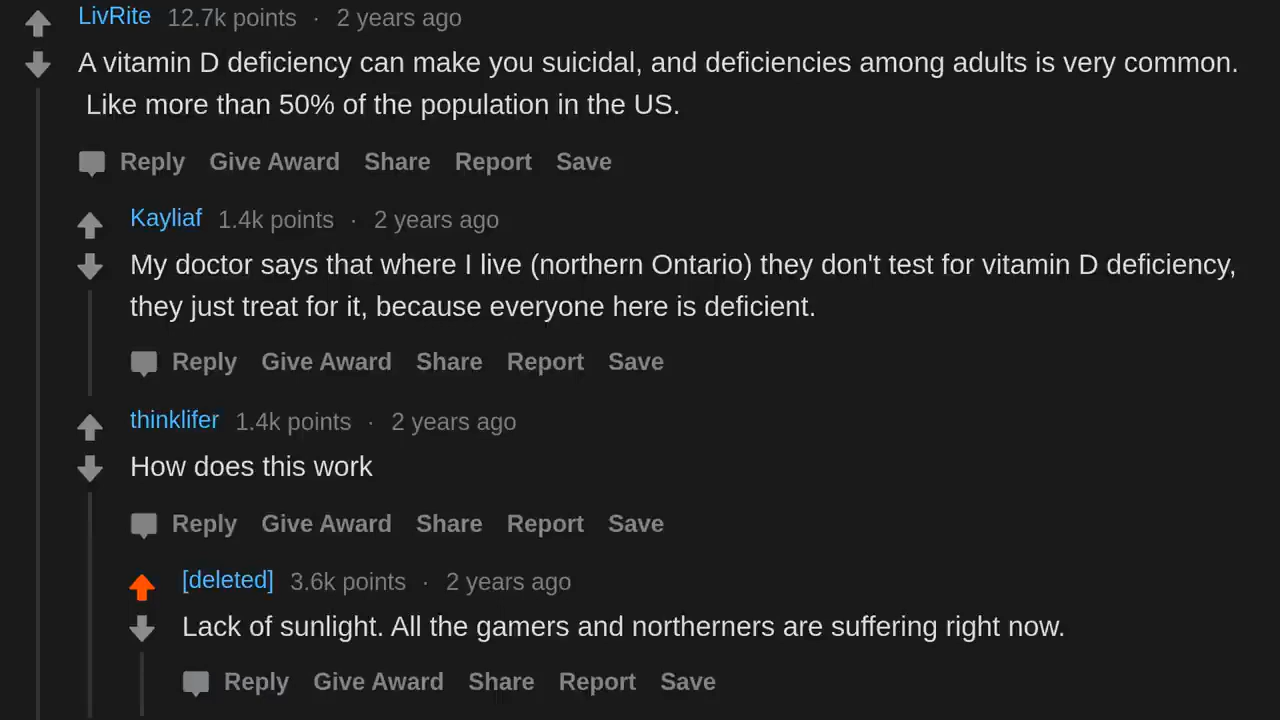 LivRite 12.7k points · 2 years ago
A vitamin D deficiency can make you suicidal, and deficiencies among adults is very common.
Like more than 50% of the population in the US.
Reply Give Award Share Report Save
Kayliaf 1.4k points · 2 years ago
My doctor says that where I live (northern Ontario) they don't test for vitamin D deficiency,
they just treat for it, because everyone here is deficient.
Reply Give Award Share Report Save
thinklifer 1.4k points · 2 years ago
How does this work
Reply Give Award Share Report Save
[deleted] 3.6k points · 2 years ago
Lack of sunlight. All the gamers and northerners are suffering right now.
Reply Give Award Share Report Save